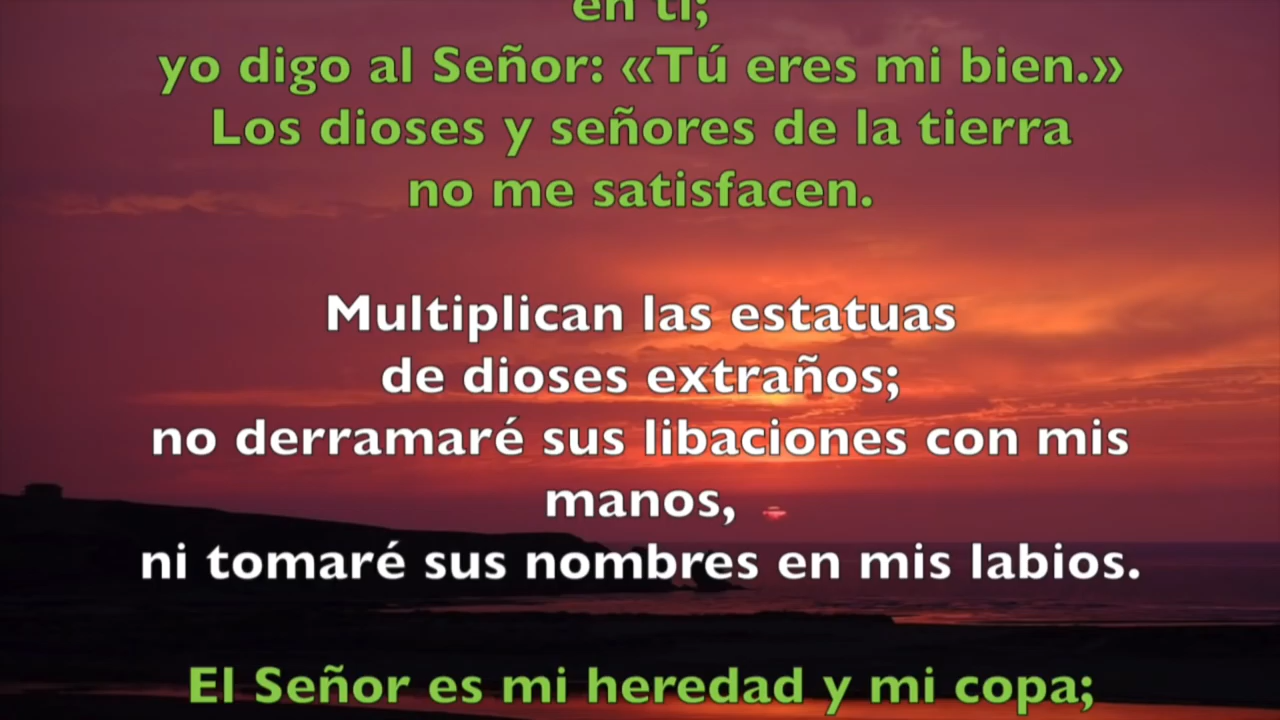 en ti;
yo digo al Señor: «Tú eres mi bien.»
Los dioses y señores de la tierra
no me satisfacen.
Multiplican las estatuas
de dioses extraños;
no derramaré sus libaciones con mis
manos,
ni tomaré sus nombres en mis labios.
El Señor es mi heredad y mi copa;